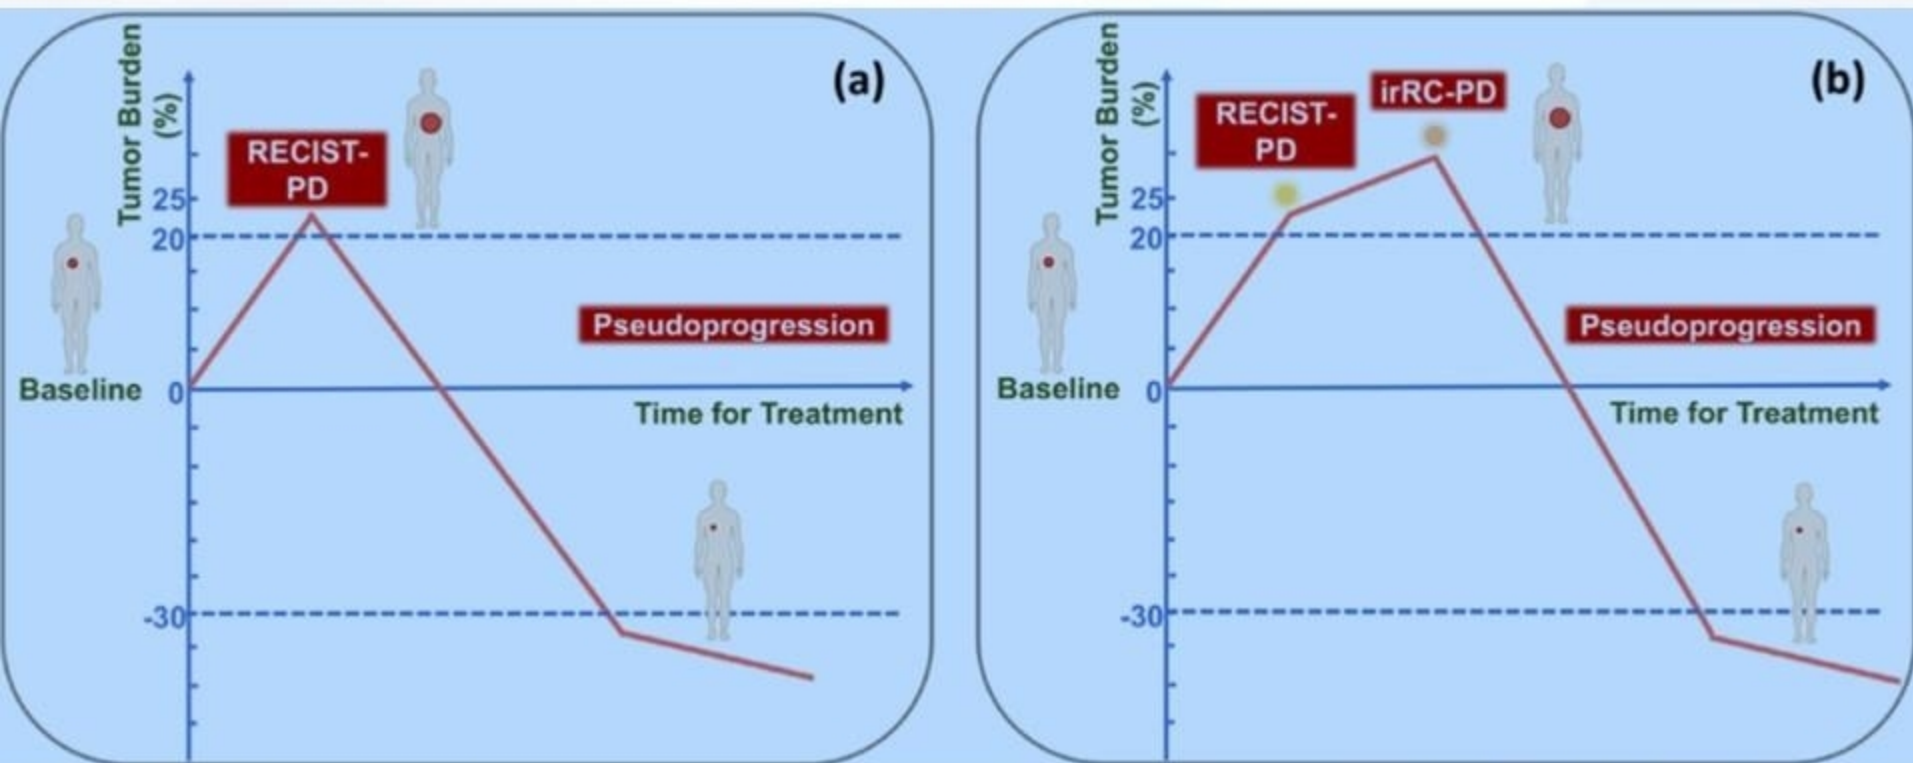 (a)
Tumor Burden
(%)
RECIST-
PD
25
20
Pseudoprogression
Baseline
0
Time for Treatment
-30
(b)
Tumor Burden
(%)
RECIST-
PD
irRC-PD
25
20
Pseudoprogression
Baseline
0
Time for Treatment
-30